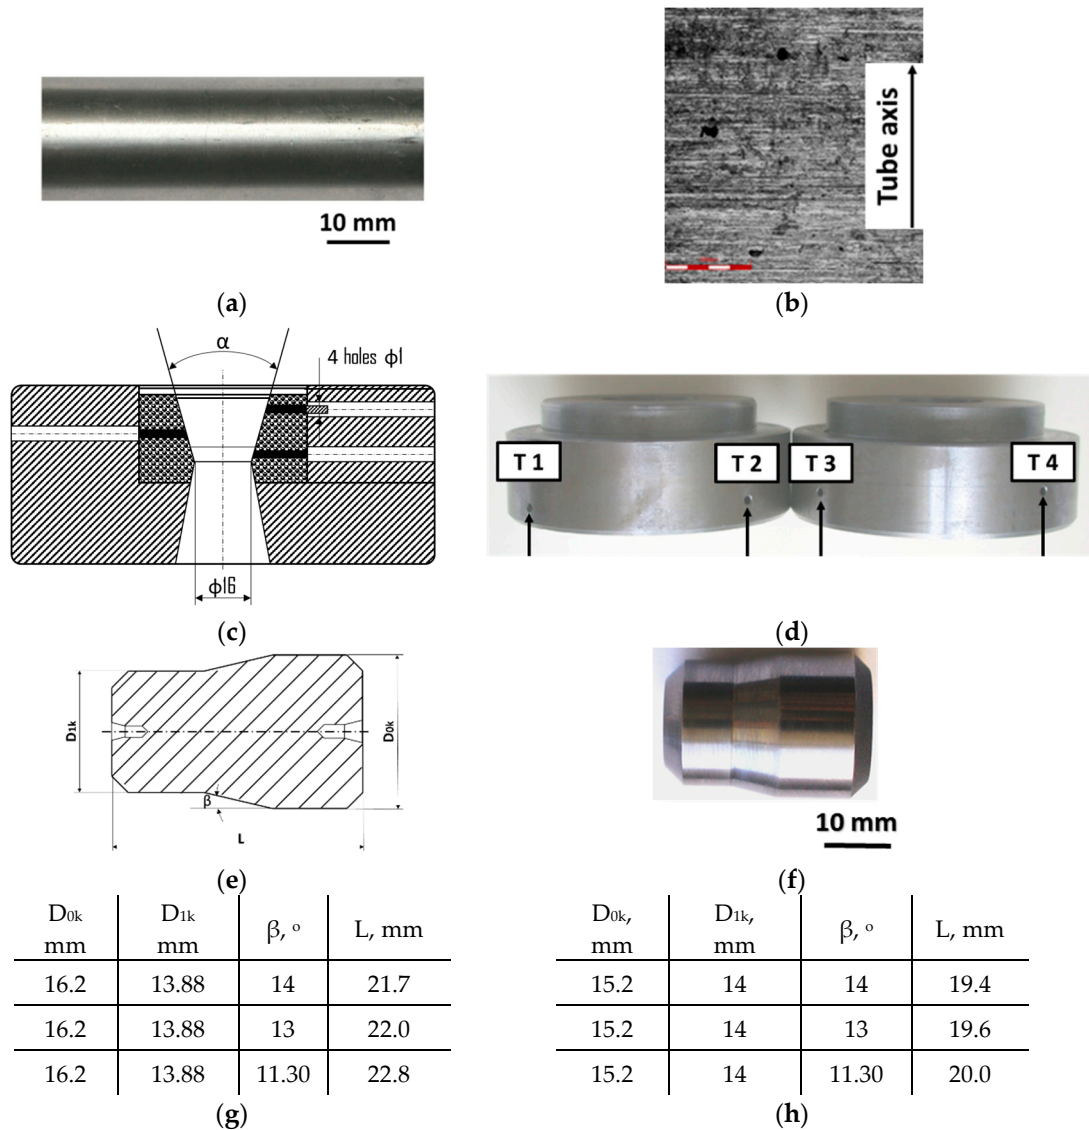 10 mm
Tube axis
(a)
(b)
α
4 holes ϕ1
ϕ16
T 1
T 2
T 3
T 4
(c)
(d)
D1k
D0k
β
L
10 mm
(e)
(f)
D0k mm D1k mm β, º L, mm
16.2 13.88 14 21.7
16.2 13.88 13 22.0
16.2 13.88 11.30 22.8
D0k, mm D1k, mm β, º L, mm
15.2 14 14 19.4
15.2 14 13 19.6
15.2 14 11.30 20.0
(g)
(h)